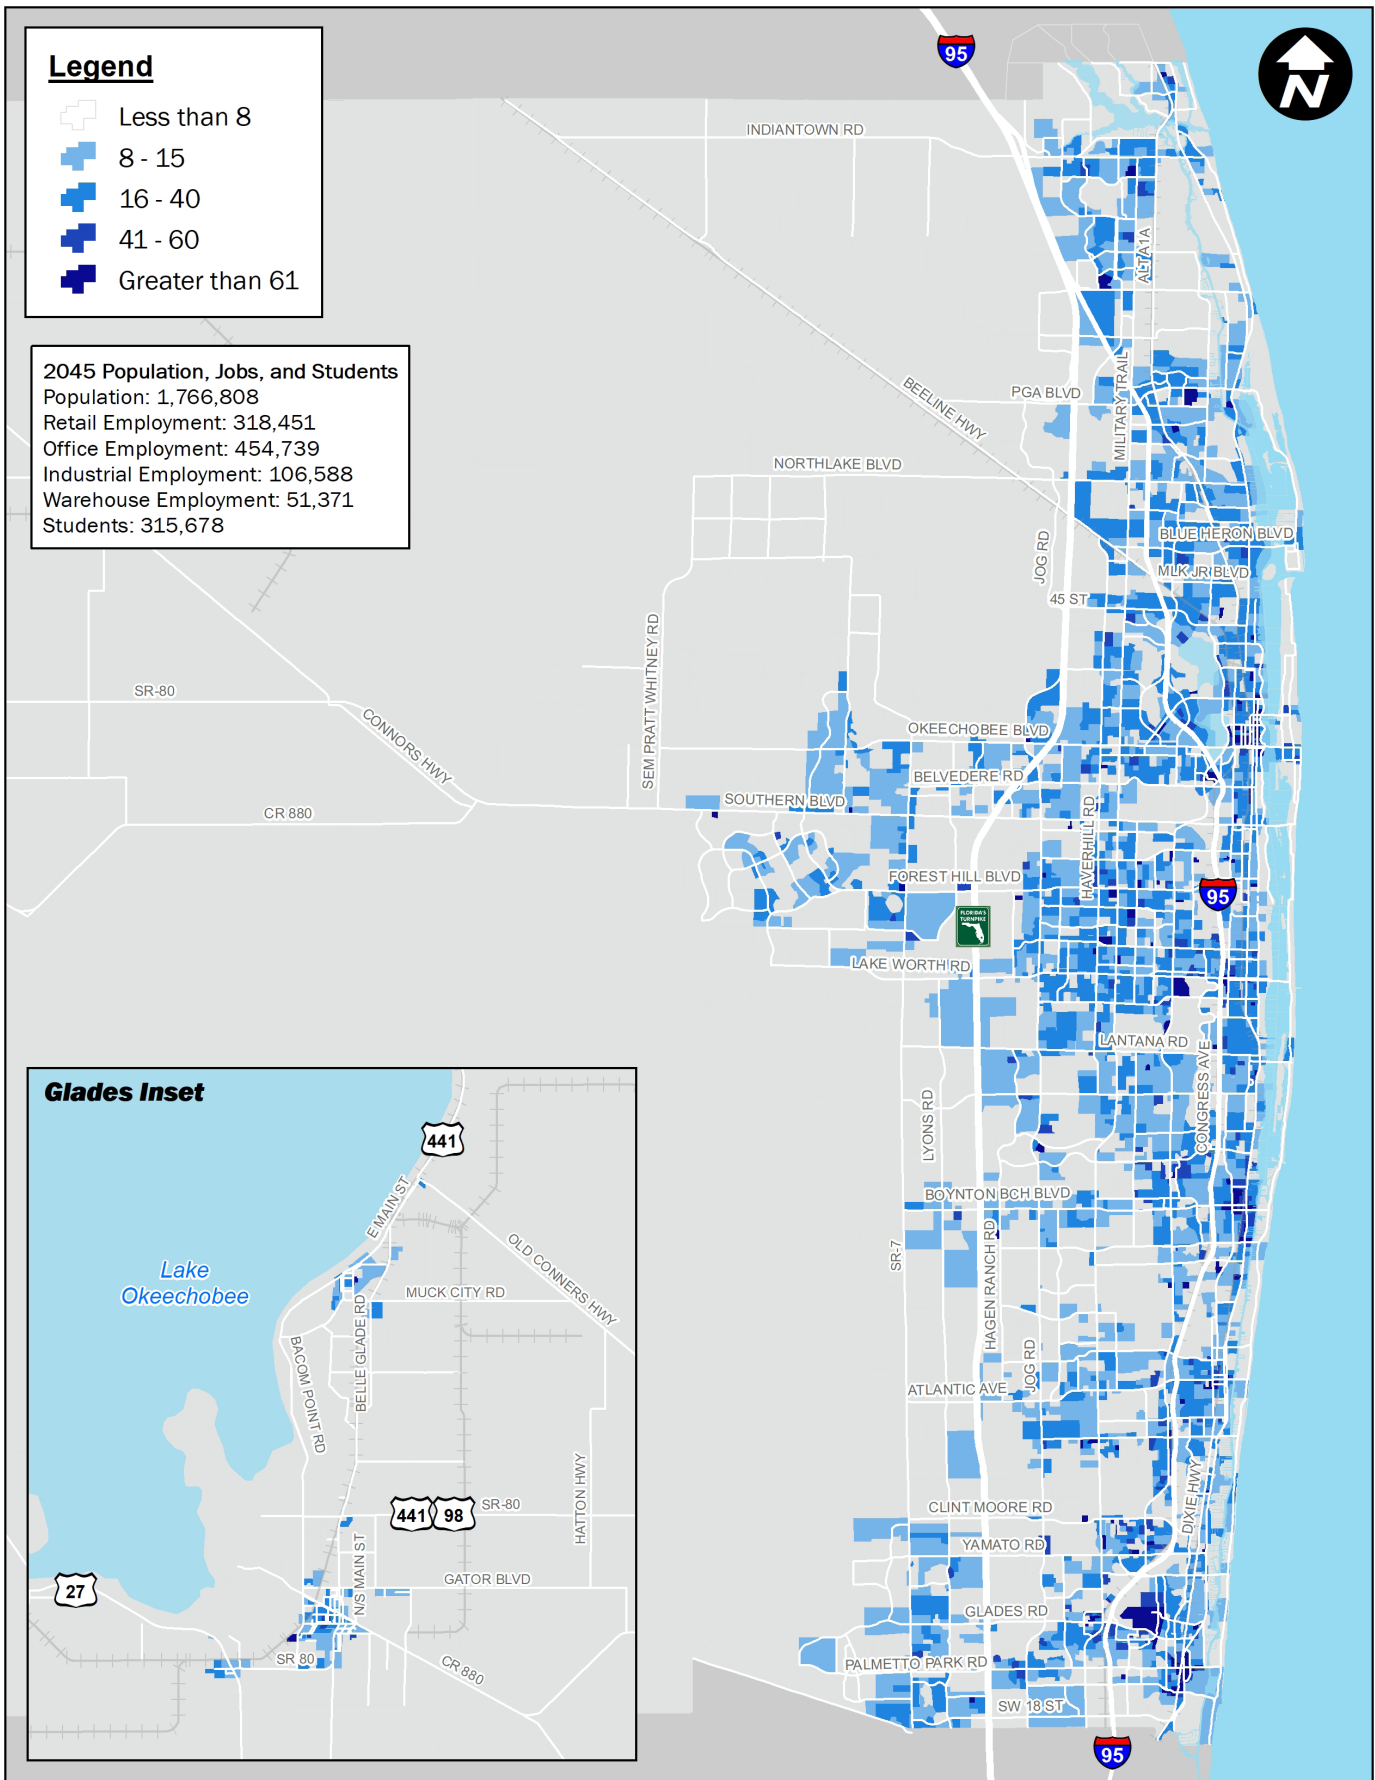 Legend
Less than 8
8 - 15
16 - 40
41 - 60
Greater than 61
2045 Population, Jobs, and Students
Population: 1,766,808
Retail Employment: 318,451
Office Employment: 454,739
Industrial Employment: 106,588
Warehouse Employment: 51,371
Students: 315,678
95
N
INDIANTOWN RD
ALT A1A
MILITARY TRAIL
PGA BLVD
BEELINE HWY
NORTHLAKE BLVD
BLUE HERON BLVD
JOG RD
MLK JR BLVD
45 ST
SEM PRATT WHITNEY RD
SR-80
CONNORS HWY
OKEECHOBEE BLVD
BELVEDERE RD
SOUTHERN BLVD
CR 880
HAVERHILL RD
FOREST HILL BLVD
95
FLORIDA'S
TURNPIKE
LAKE WORTH RD
LANTANA RD
CONGRESS AVE
LYONS RD
BOYNTON BCH BLVD
SR-7
HAGEN RANCH RD
JOG RD
ATLANTIC AVE
DIXIE HWY
CLINT MOORE RD
YAMATO RD
GLADES RD
PALMETTO PARK RD
SW 18 ST
95
Glades Inset
441
E MAIN ST
OLD CONNERS HWY
Lake
Okeechobee
MUCK CITY RD
BELLE GLADE RD
BACOM POINT RD
HATTON HWY
441
98
SR-80
N/S MAIN ST
GATOR BLVD
27
SR 80
CR 880